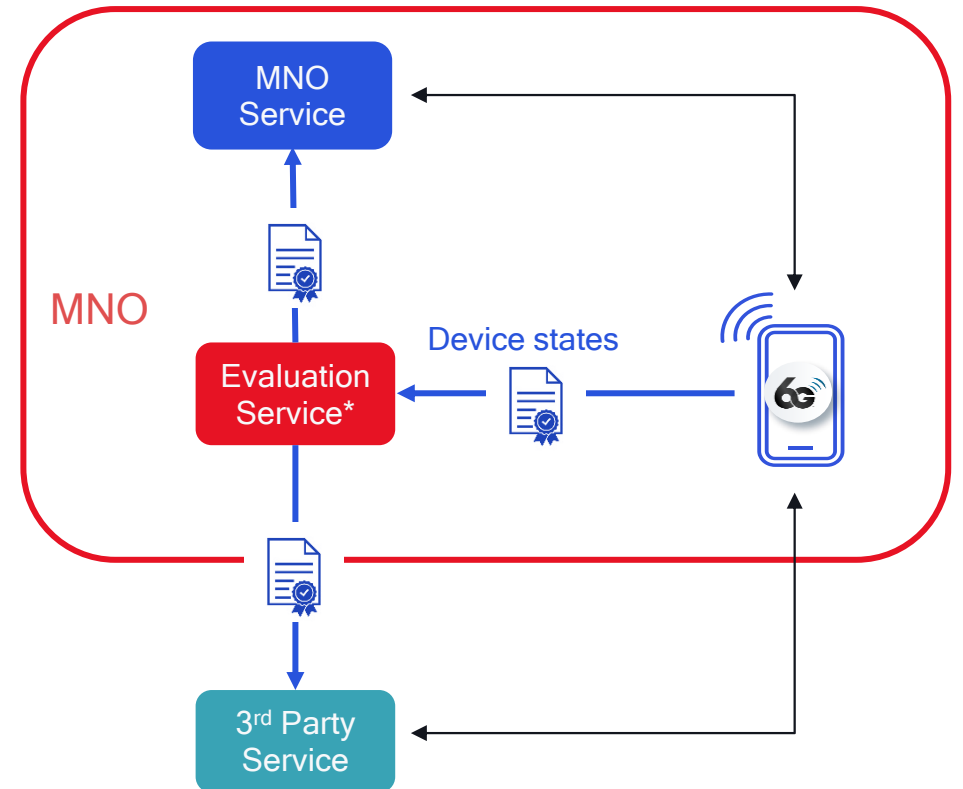 MNO
Service
MNO
Device states
Evaluation
Service*
6G
3rd Party
Service